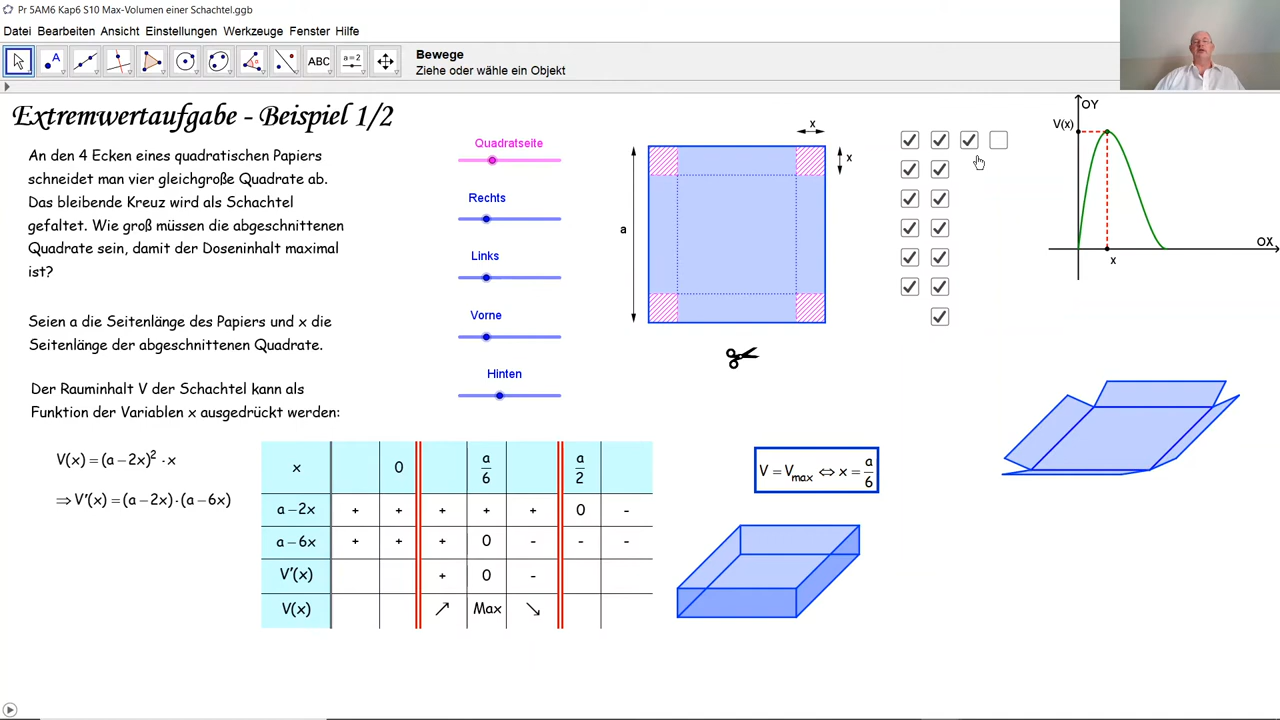 Pr 5AM6 Kap6 S10 Max-Volumen einer Schachtel.ggb
Datei Bearbeiten Ansicht Einstellungen Werkzeuge Fenster Hilfe
A
ABC
a=2
Bewege
Ziehe oder wähle ein Objekt
Extremwertaufgabe - Beispiel 1/2
An den 4 Ecken eines quadratischen Papiers
schneidet man vier gleichgroße Quadrate ab.
Das bleibende Kreuz wird als Schachtel
gefaltet. Wie groß müssen die abgeschnittenen
Quadrate sein, damit der Doseninhalt maximal
ist?
Seien a die Seitenlänge des Papiers und x die
Seitenlänge der abgeschnittenen Quadrate.
Der Rauminhalt V der Schachtel kann als
Funktion der Variablen x ausgedrückt werden:
V(x) = (a−2x)² · x
⇒ V′(x) = (a−2x)·(a−6x)
Quadratseite
Rechts
Links
Vorne
Hinten
x
x
a
OY
V(x)
OX
x
x 0 a/6 a/2
a−2x + + + + + 0 -
a−6x + + + 0 - - -
V′(x) + 0 -
V(x) ↗ Max ↘
V = Vmax ⇔ x = a/6